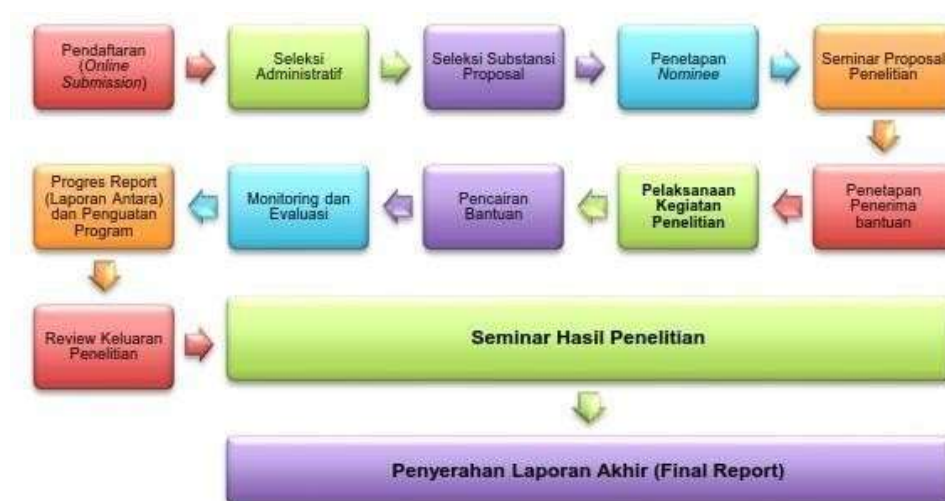 Pendaftaran
(Online
Submission)
Seleksi
Administratif
Seleksi Substansi
Proposal
Penetapan
Nominee
Seminar Proposal
Penelitian
Penetapan
Penerima
bantuan
Pelaksanaan
Kegiatan
Penelitian
Pencairan
Bantuan
Monitoring dan
Evaluasi
Progres Report
(Laporan Antara)
dan Penguatan
Program
Review Keluaran
Penelitian
Seminar Hasil Penelitian
Penyerahan Laporan Akhir (Final Report)